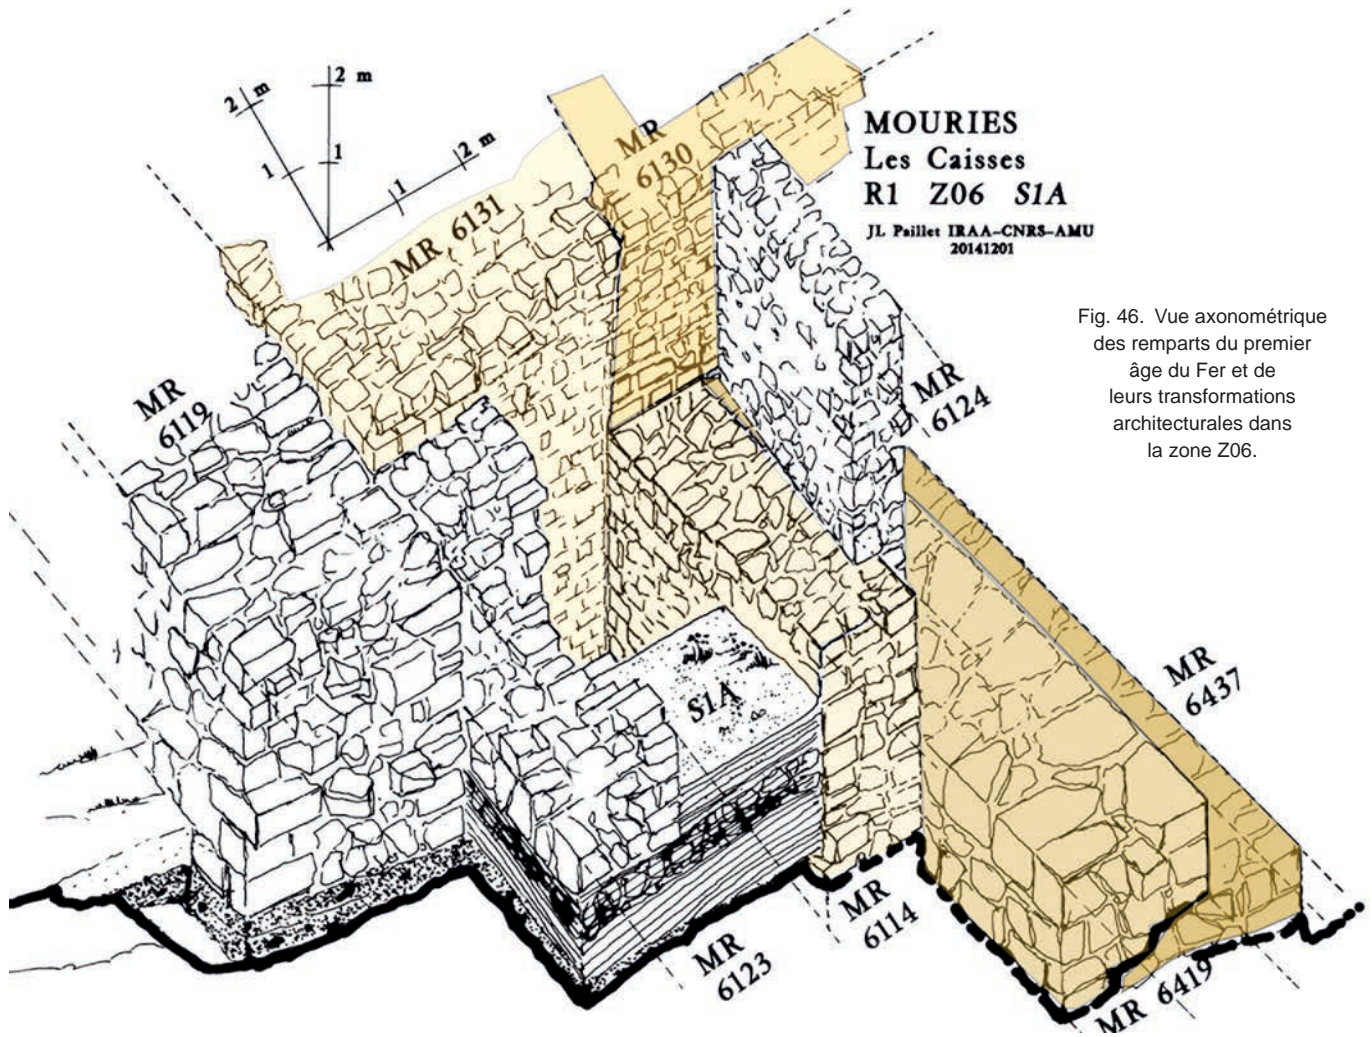 2 m
2 m
1
1
2 m
1
MR
6130
MR 6131
MOURIES
Les Caisses
R1 Z06 S1A
JL Paillet IRAA-CNRS-AMU
20141201
Fig. 46. Vue axonométrique
des remparts du premier
âge du Fer et de
leurs transformations
architecturales dans
la zone Z06.
MR
6119
MR
6124
S1A
MR
6437
MR
6114
MR
6123
MR 6419